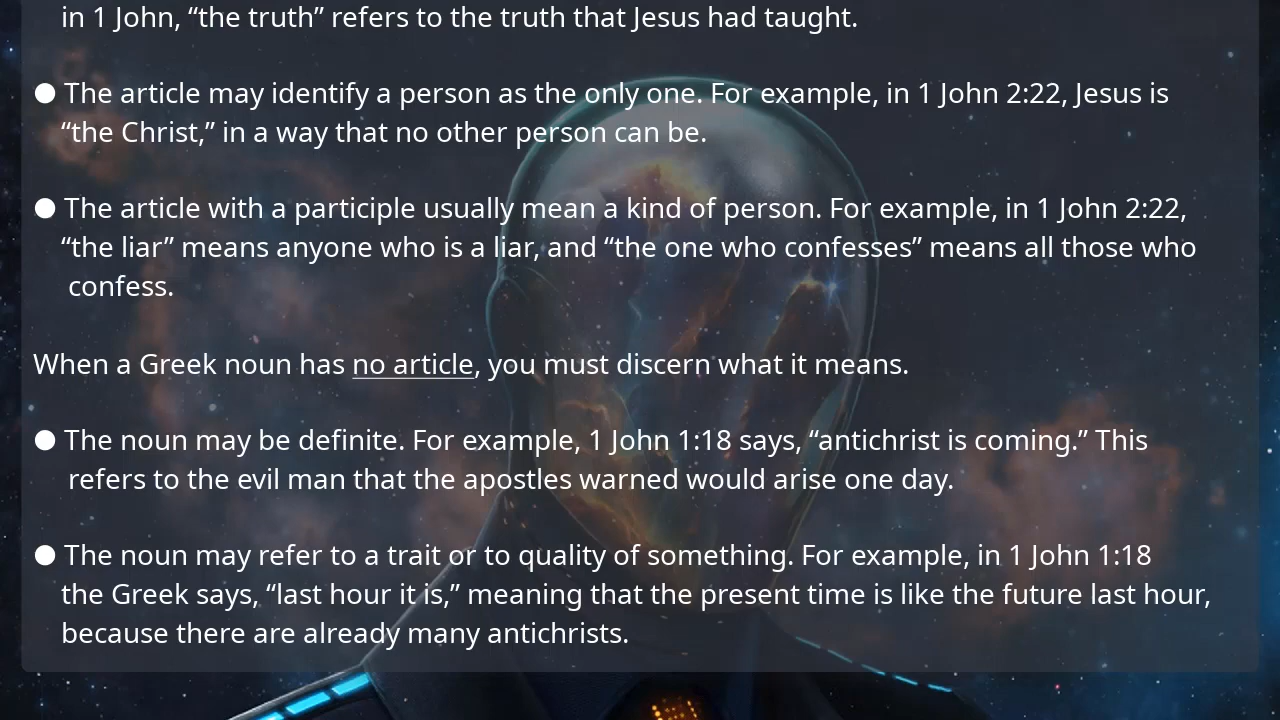 in 1 John, “the truth” refers to the truth that Jesus had taught.
● The article may identify a person as the only one. For example, in 1 John 2:22, Jesus is
“the Christ,” in a way that no other person can be.
● The article with a participle usually mean a kind of person. For example, in 1 John 2:22,
“the liar” means anyone who is a liar, and “the one who confesses” means all those who
confess.
When a Greek noun has no article, you must discern what it means.
● The noun may be definite. For example, 1 John 1:18 says, “antichrist is coming.” This
refers to the evil man that the apostles warned would arise one day.
● The noun may refer to a trait or to quality of something. For example, in 1 John 1:18
the Greek says, “last hour it is,” meaning that the present time is like the future last hour,
because there are already many antichrists.